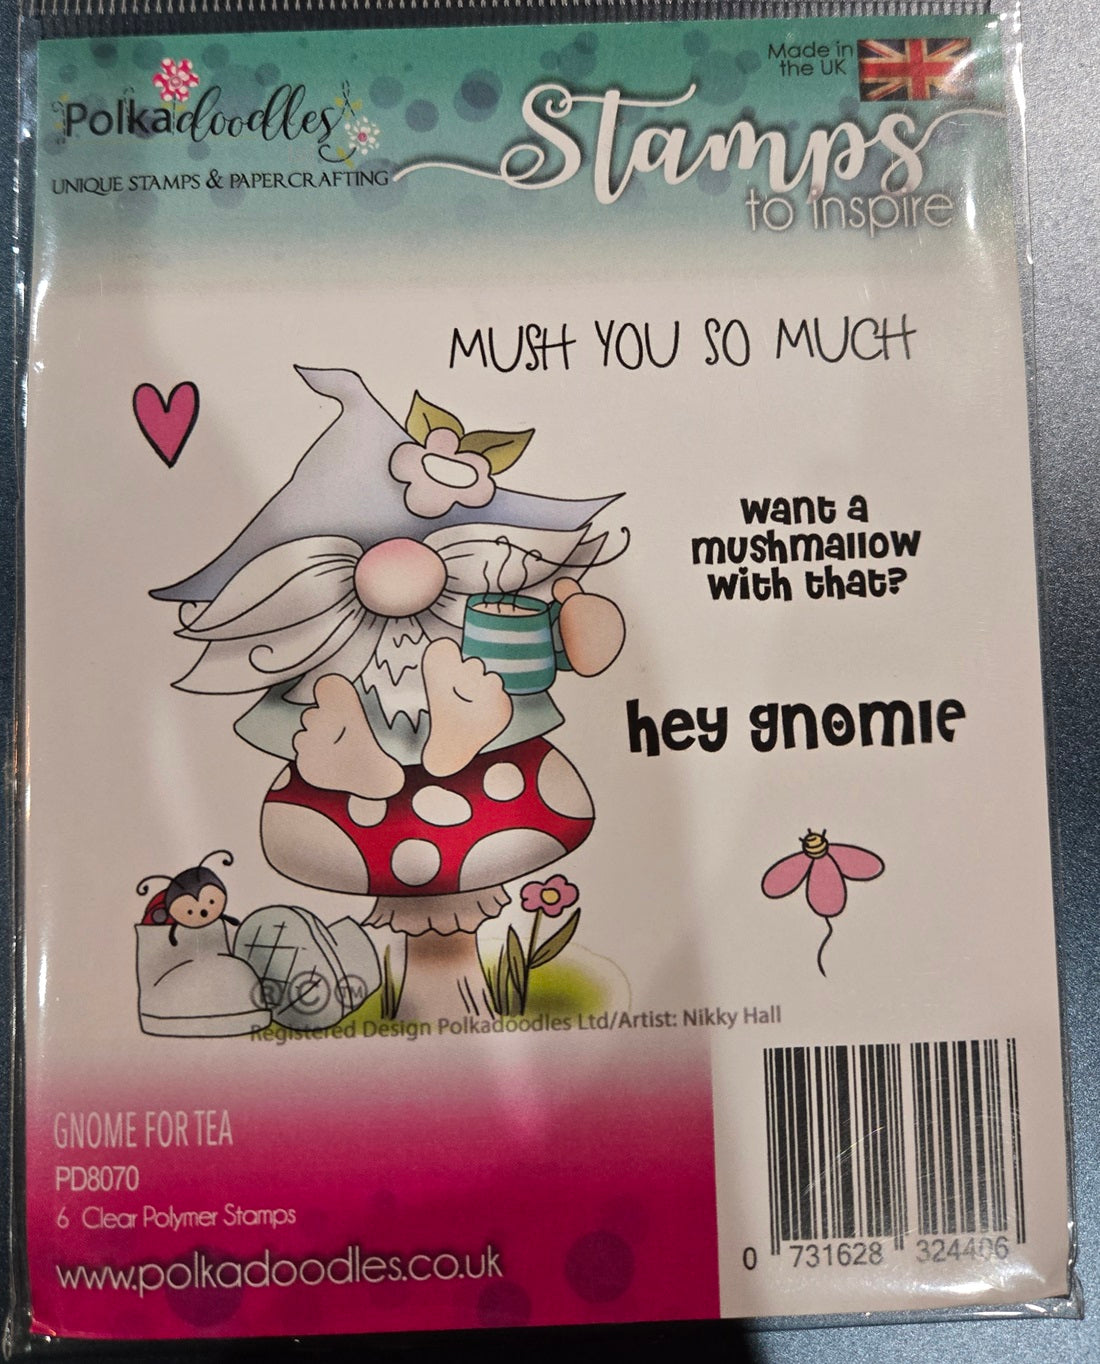 Polkadoodles
UNIQUE STAMPS & PAPERCRAFTING
Made in
the UK
Stamps
to inspire
MUSH YOU SO MUCH
want a
mushmallow
with that?
hey gnomie
® © ™
Registered Design Polkadoodles Ltd/Artist: Nikky Hall
GNOME FOR TEA
PD8070
6 Clear Polymer Stamps
www.polkadoodles.co.uk
0 731628 324406